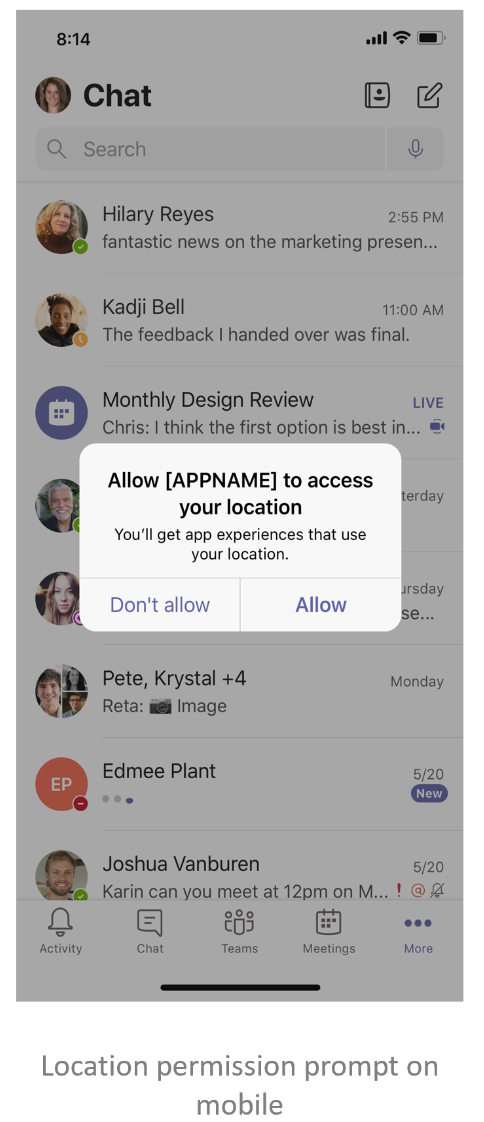 8:14
Chat
Search
Hilary Reyes
2:55 PM
fantastic news on the marketing presen...
Kadji Bell
11:00 AM
The feedback I handed over was final.
Monthly Design Review
LIVE
Chris: I think the first option is best in...
terday
Allow [APPNAME] to access
your location
You'll get app experiences that use
your location.
Don't allow
Allow
ursday
se...
Pete, Krystal +4
Monday
Reta: 📷 Image
EP
Edmee Plant
5/20
New
Joshua Vanburen
5/20
Karin can you meet at 12pm on M... ! @
Activity
Chat
Teams
Meetings
More
Location permission prompt on
mobile